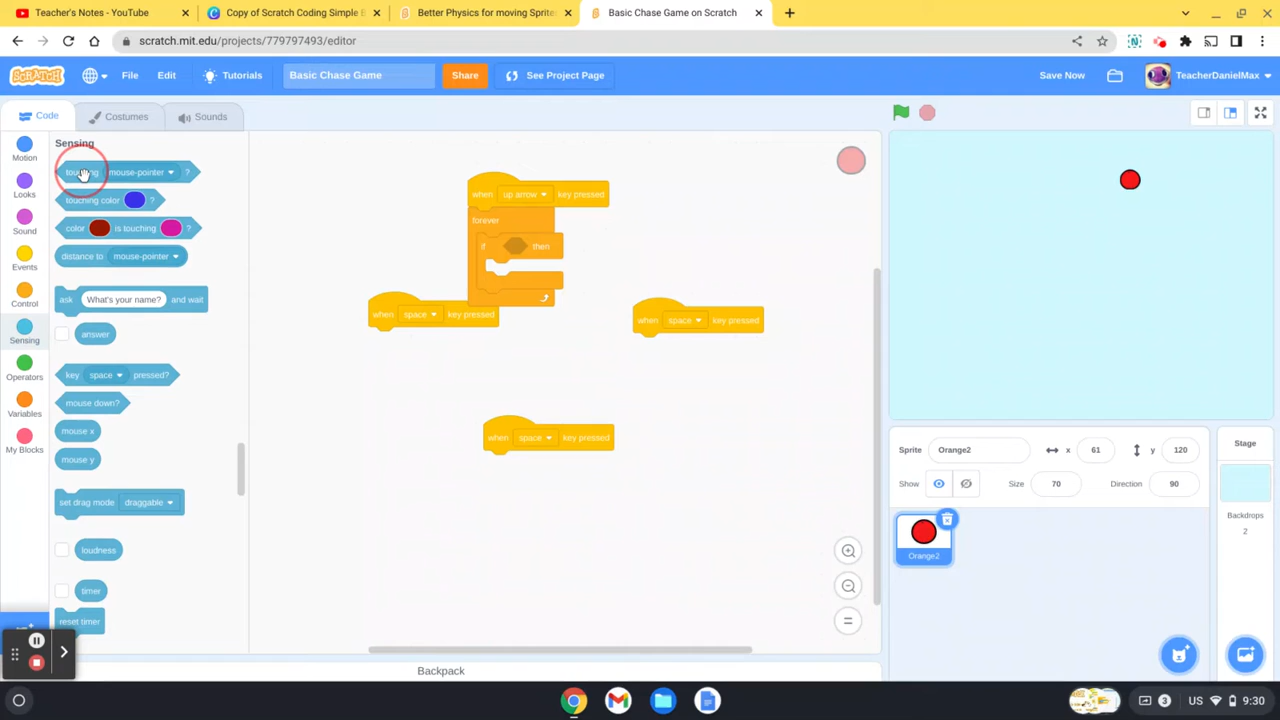 Teacher's Notes - YouTube
Copy of Scratch Coding Simple E
Better Physics for moving Sprite
Basic Chase Game on Scratch
scratch.mit.edu/projects/779797493/editor
SCRATCH
File
Edit
Tutorials
Basic Chase Game
Share
See Project Page
Save Now
TeacherDanielMax
Code
Costumes
Sounds
Motion
Looks
Sound
Events
Control
Sensing
Operators
Variables
My Blocks
Sensing
touching mouse-pointer ?
touching color ?
color is touching ?
distance to mouse-pointer
ask What's your name? and wait
answer
key space pressed?
mouse down?
mouse x
mouse y
set drag mode draggable
loudness
timer
reset timer
when up arrow key pressed
forever
if then
when space key pressed
when space key pressed
when space key pressed
Backpack
Sprite Orange2 x 61 y 120
Show Size 70 Direction 90
Orange2
Stage
Backdrops
2
3 US 9:30